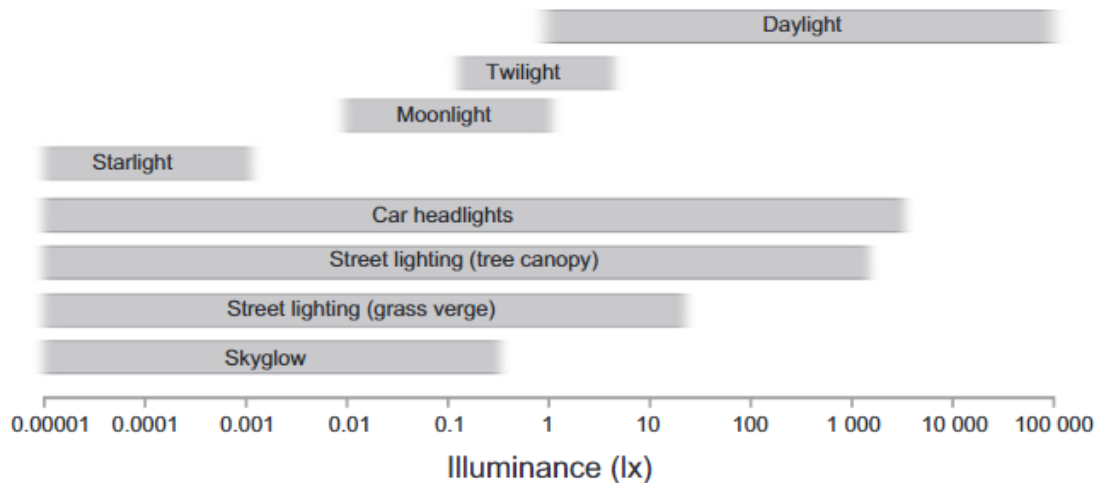 Daylight
Twilight
Moonlight
Starlight
Car headlights
Street lighting (tree canopy)
Street lighting (grass verge)
Skyglow
0.00001 0.0001 0.001 0.01 0.1 1 10 100 1 000 10 000 100 000
Illuminance (lx)